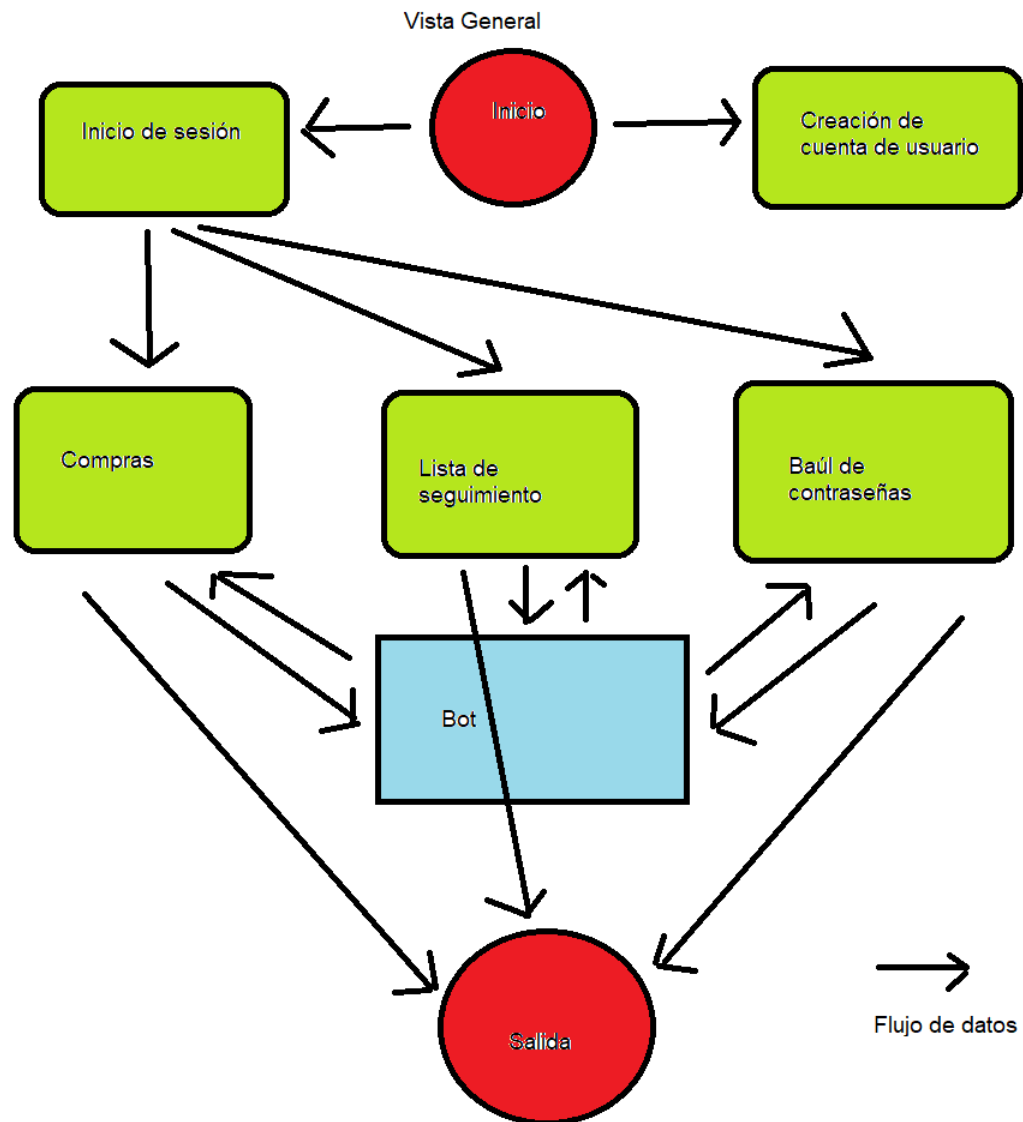 Vista General
Inicio
Inicio de sesión
Creación de
cuenta de usuario
Compras
Lista de
seguimiento
Baúl de
contraseñas
Bot
Salida
Flujo de datos